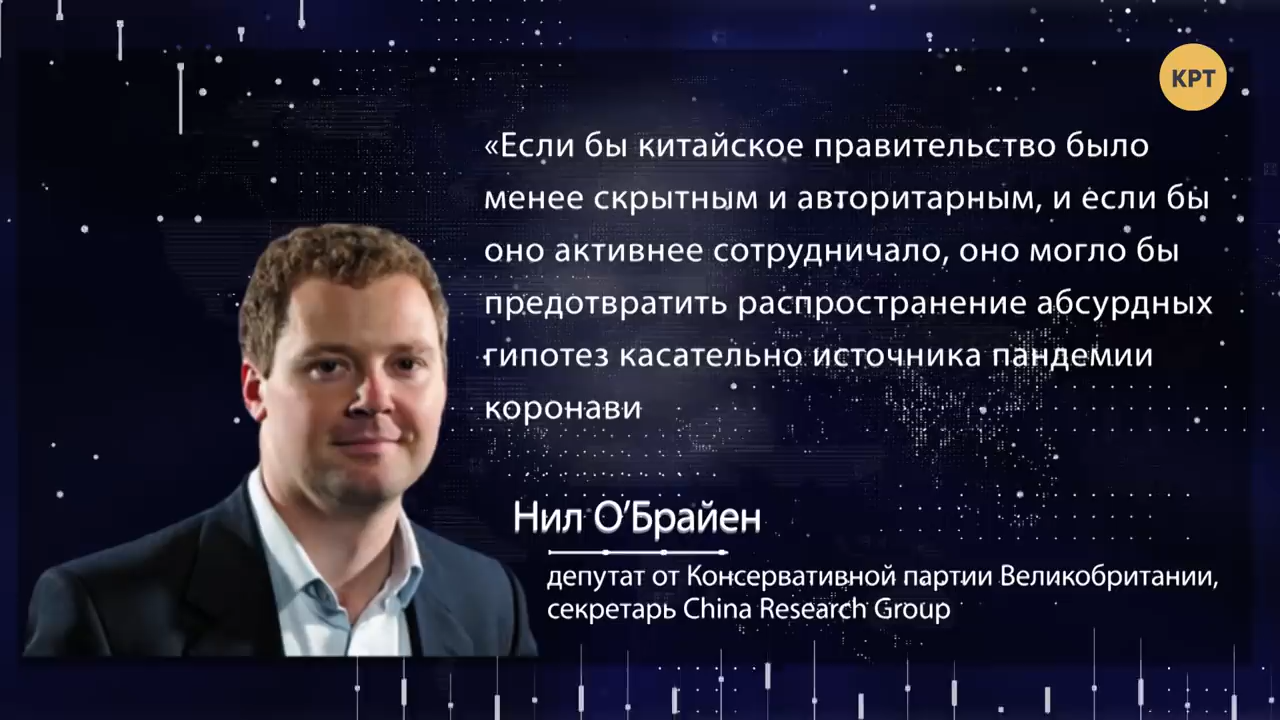 КРТ
«Если бы китайское правительство было
менее скрытным и авторитарным, и если бы
оно активнее сотрудничало, оно могло бы
предотвратить распространение абсурдных
гипотез касательно источника пандемии
коронави
Нил О’Брайен
депутат от Консервативной партии Великобритании,
секретарь China Research Group